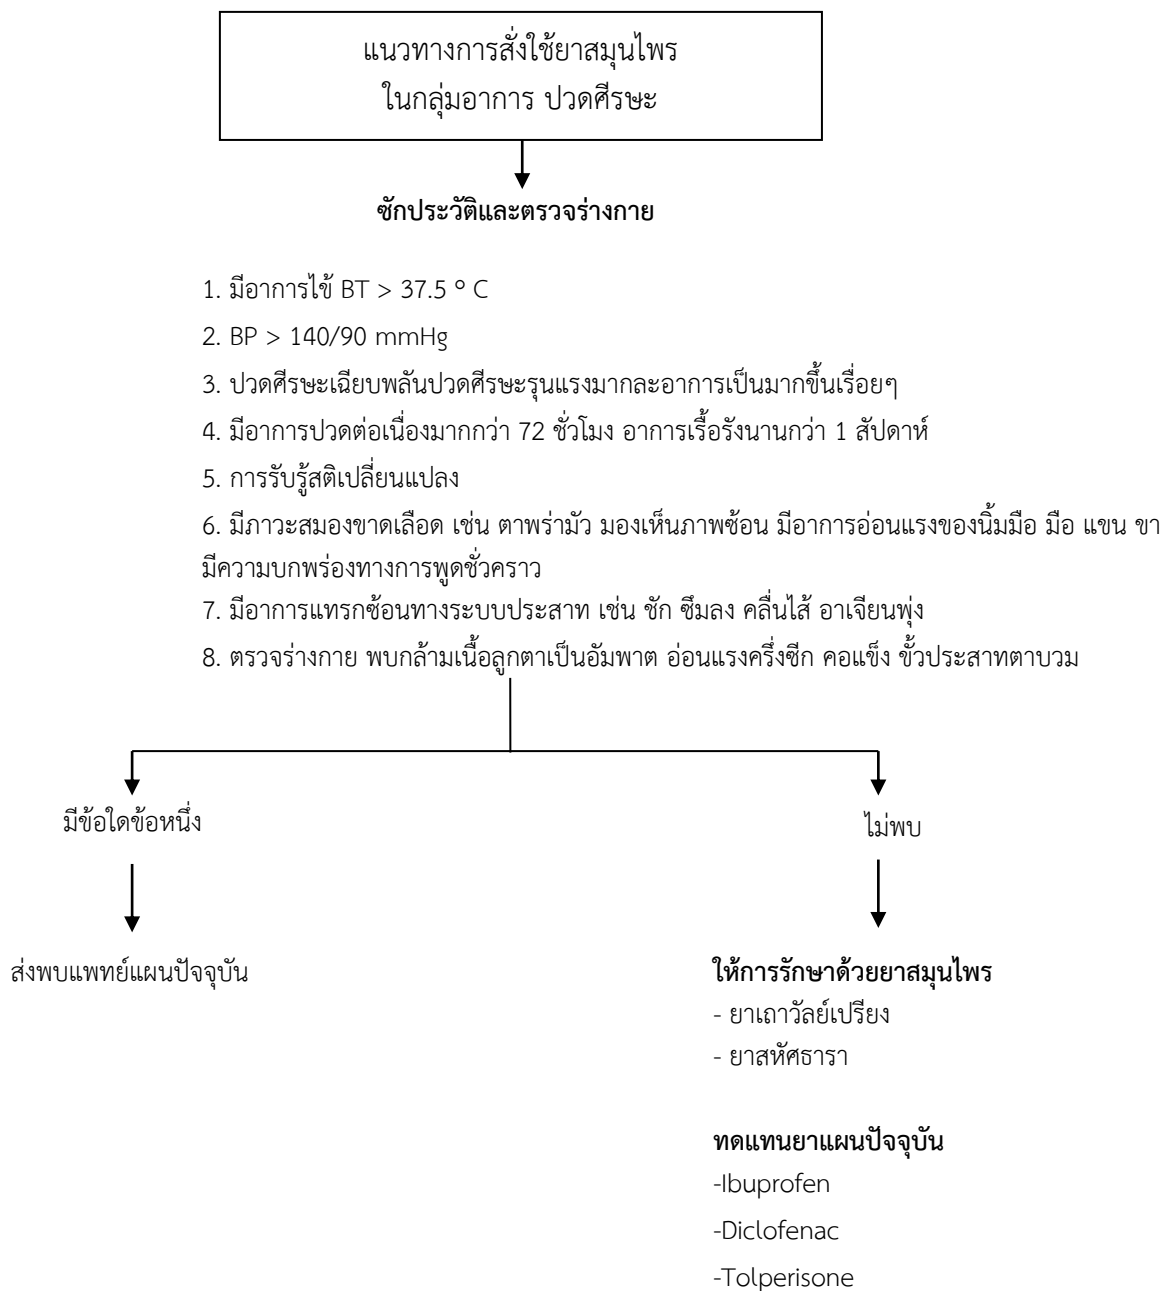 แนวทางการสั่งใช้ยาสมุนไพร
ในกลุ่มอาการ ปวดศีรษะ
ซักประวัติและตรวจร่างกาย
1. มีอาการไข้ BT > 37.5 ° C
2. BP > 140/90 mmHg
3. ปวดศีรษะเฉียบพลันปวดศีรษะรุนแรงมากละอาการเป็นมากขึ้นเรื่อยๆ
4. มีอาการปวดต่อเนื่องมากกว่า 72 ชั่วโมง อาการเรื้อรังนานกว่า 1 สัปดาห์
5. การรับรู้สติเปลี่ยนแปลง
6. มีภาวะสมองขาดเลือด เช่น ตาพร่ามัว มองเห็นภาพซ้อน มีอาการอ่อนแรงของนิ้มมือ มือ แขน ขา
มีความบกพร่องทางการพูดชั่วคราว
7. มีอาการแทรกซ้อนทางระบบประสาท เช่น ชัก ซึมลง คลื่นไส้ อาเจียนพุ่ง
8. ตรวจร่างกาย พบกล้ามเนื้อลูกตาเป็นอัมพาต อ่อนแรงครึ่งซีก คอแข็ง ขั้วประสาทตาบวม
มีข้อใดข้อหนึ่ง
ไม่พบ
ส่งพบแพทย์แผนปัจจุบัน
ให้การรักษาด้วยยาสมุนไพร
- ยาเถาวัลย์เปรียง
- ยาสหัศธารา
ทดแทนยาแผนปัจจุบัน
-Ibuprofen
-Diclofenac
-Tolperisone